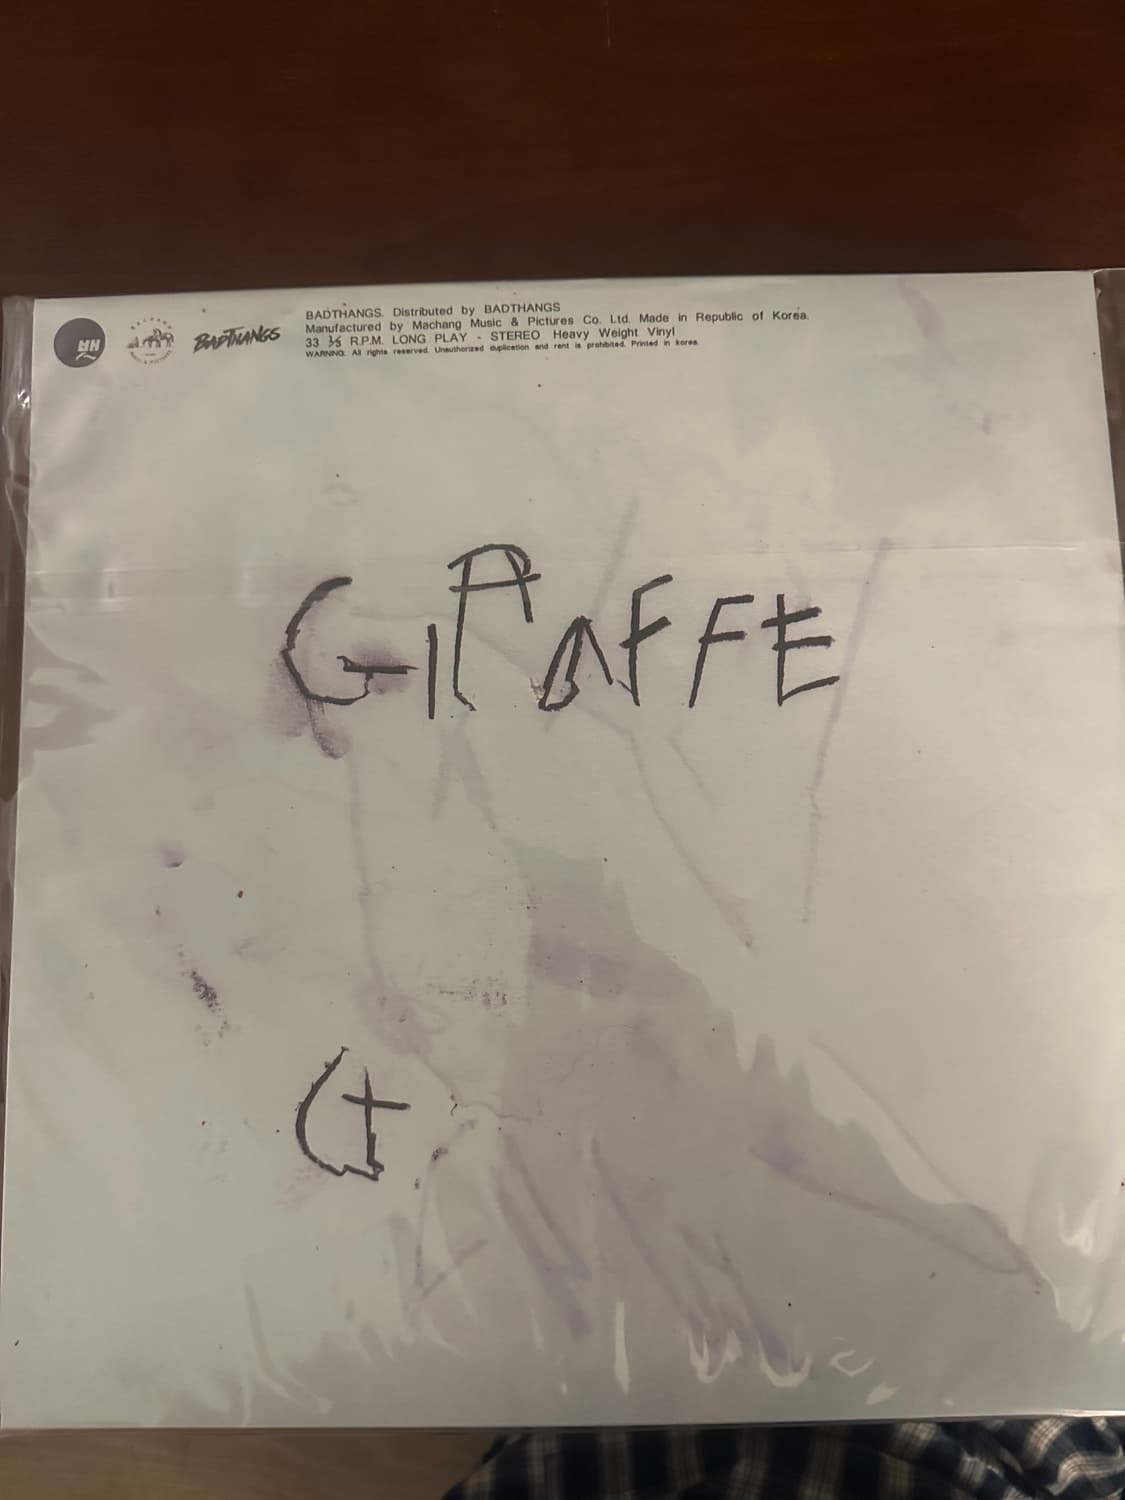 BADTHANGS
BADTHANGS. Distributed by BADTHANGS
Manufactured by Machang Music & Pictures Co. Ltd. Made in Republic of Korea.
33 ⅓ R.P.M. LONG PLAY - STEREO Heavy Weight Vinyl
WARNING: All rights reserved. Unauthorized duplication and rent is prohibited. Printed in korea.
GIRAFFE
G